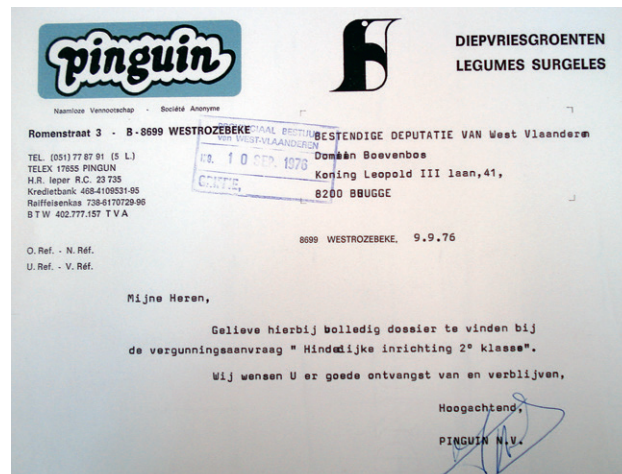 pinguin
DIEPVRIESGROENTEN
LEGUMES SURGELES
Naamloze Vennootschap - Société Anonyme
Romenstraat 3 - B-8699 WESTROZEBEKE
TEL. (051) 77 87 91 (5 L.)
TELEX 17655 PINGUN
H.R. Ieper R.C. 23 735
Kredietbank 468-4109531-95
Raiffeisenkas 738-6170729-96
B T W 402.777.157 T V A
PROVINCIAAL BESTUUR
van WEST-VLAANDEREN
10 SEP. 1976
GRIFFIE
BESTENDIGE DEPUTATIE VAN West Vlaanderen
Domein Boevenbos
Koning Leopold III laan,41,
8200 BRUGGE
8699 WESTROZEBEKE, 9.9.76
O. Ref. - N. Réf.
U. Ref. - V. Réf.
Mijne Heren,
Gelieve hierbij bolledig dossier te vinden bij
de vergunningsaanvraag " Hindelijke inrichting 2° klasse".
Wij wensen U er goede ontvangst van en verblijven,
Hoogachtend,
PINGUIN N.V.